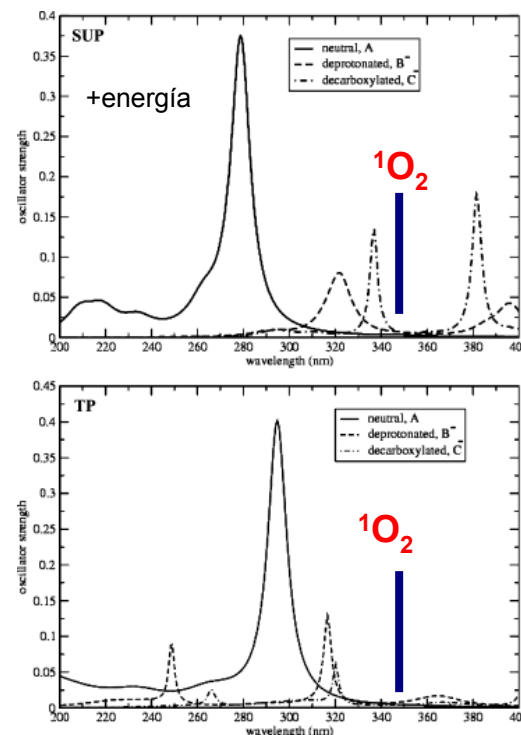 SUP
+energía
neutral, A
deprotonated, B⁻
decarboxylated, C⁻
¹O₂
oscillator strength
0.4
0.35
0.3
0.25
0.2
0.15
0.1
0.05
0
200 220 240 260 280 300 320 340 360 380 40
wavelength (nm)
TP
neutral, A
deprotonated, B⁻
decarboxylated, C⁻
¹O₂
oscillator strength
0.45
0.4
0.35
0.3
0.25
0.2
0.15
0.1
0.05
0
200 220 240 260 280 300 320 340 360 380 40
wavelength (nm)